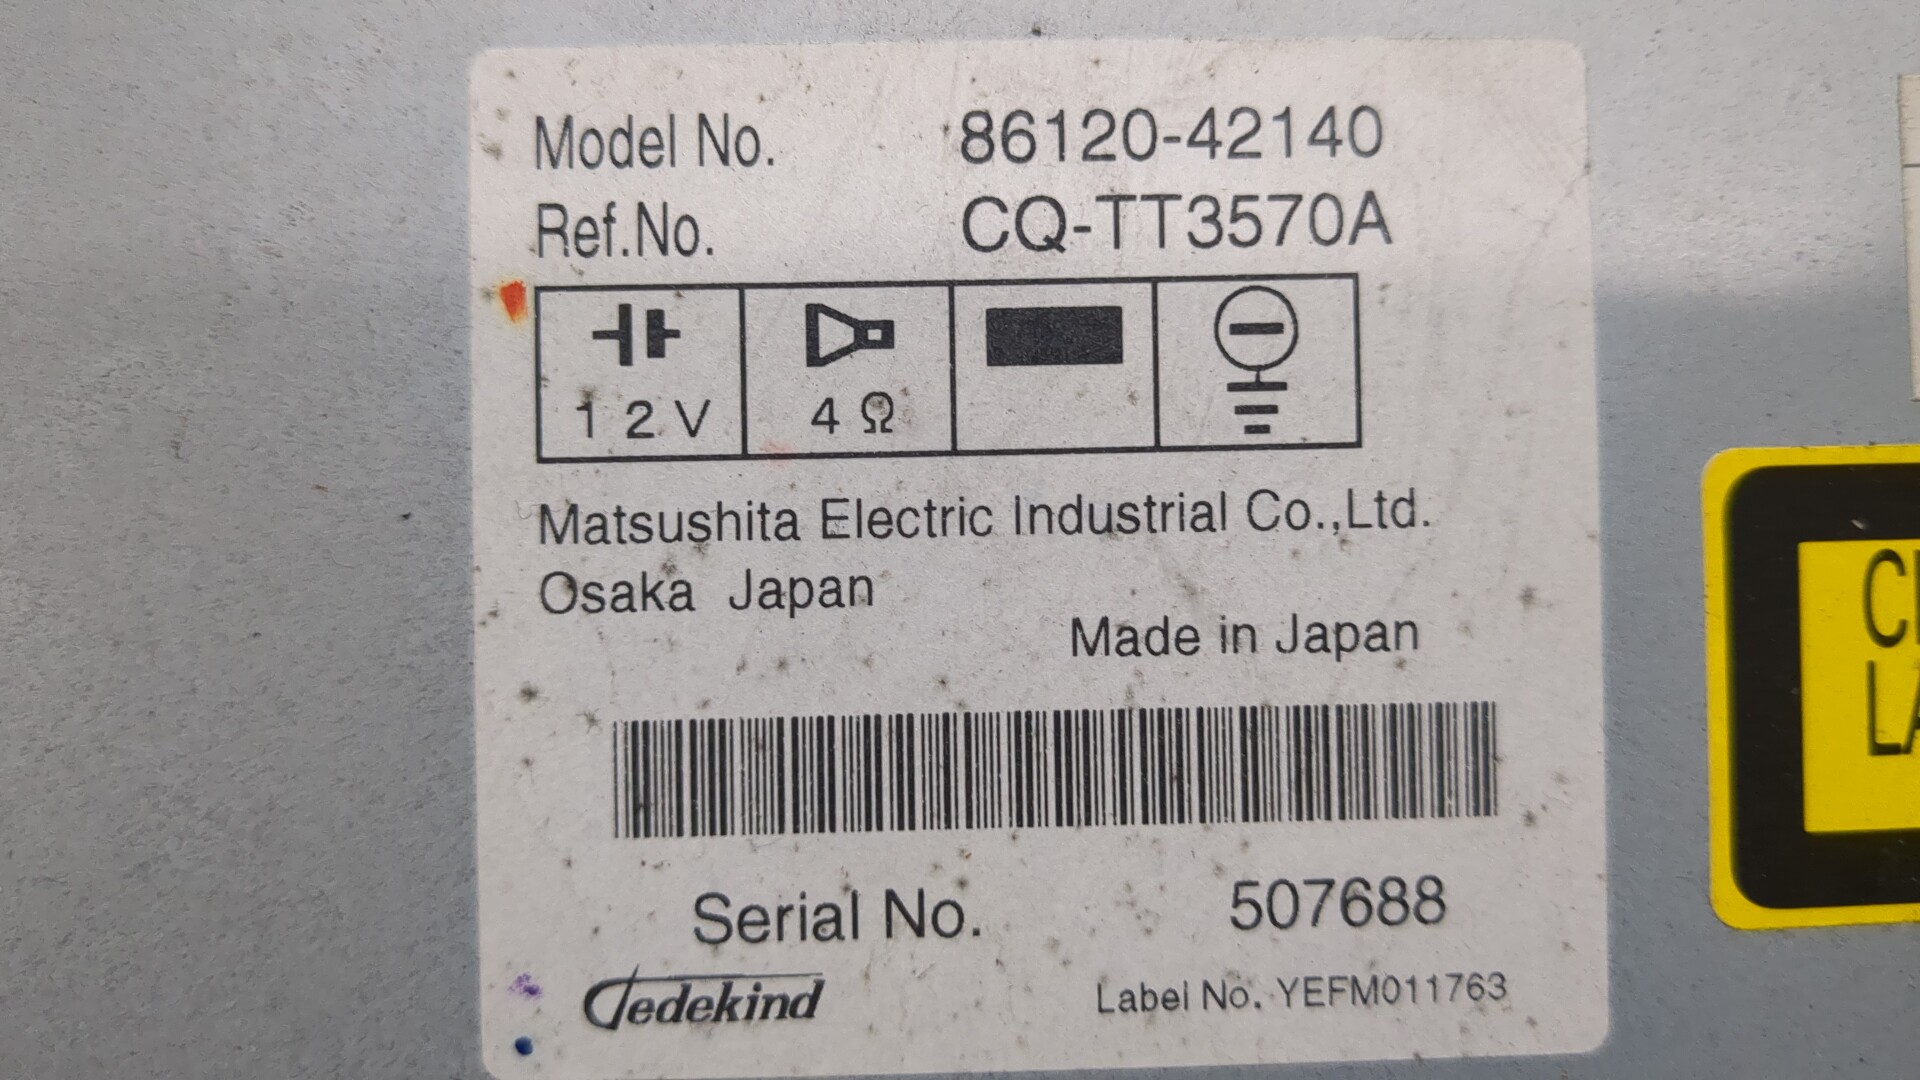 Model No. 86120-42140
Ref.No. CQ-TT3570A
12V 4Ω
Matsushita Electric Industrial Co.,Ltd.
Osaka Japan
Made in Japan
Serial No. 507688
Dedekind Label No. YEFM011763